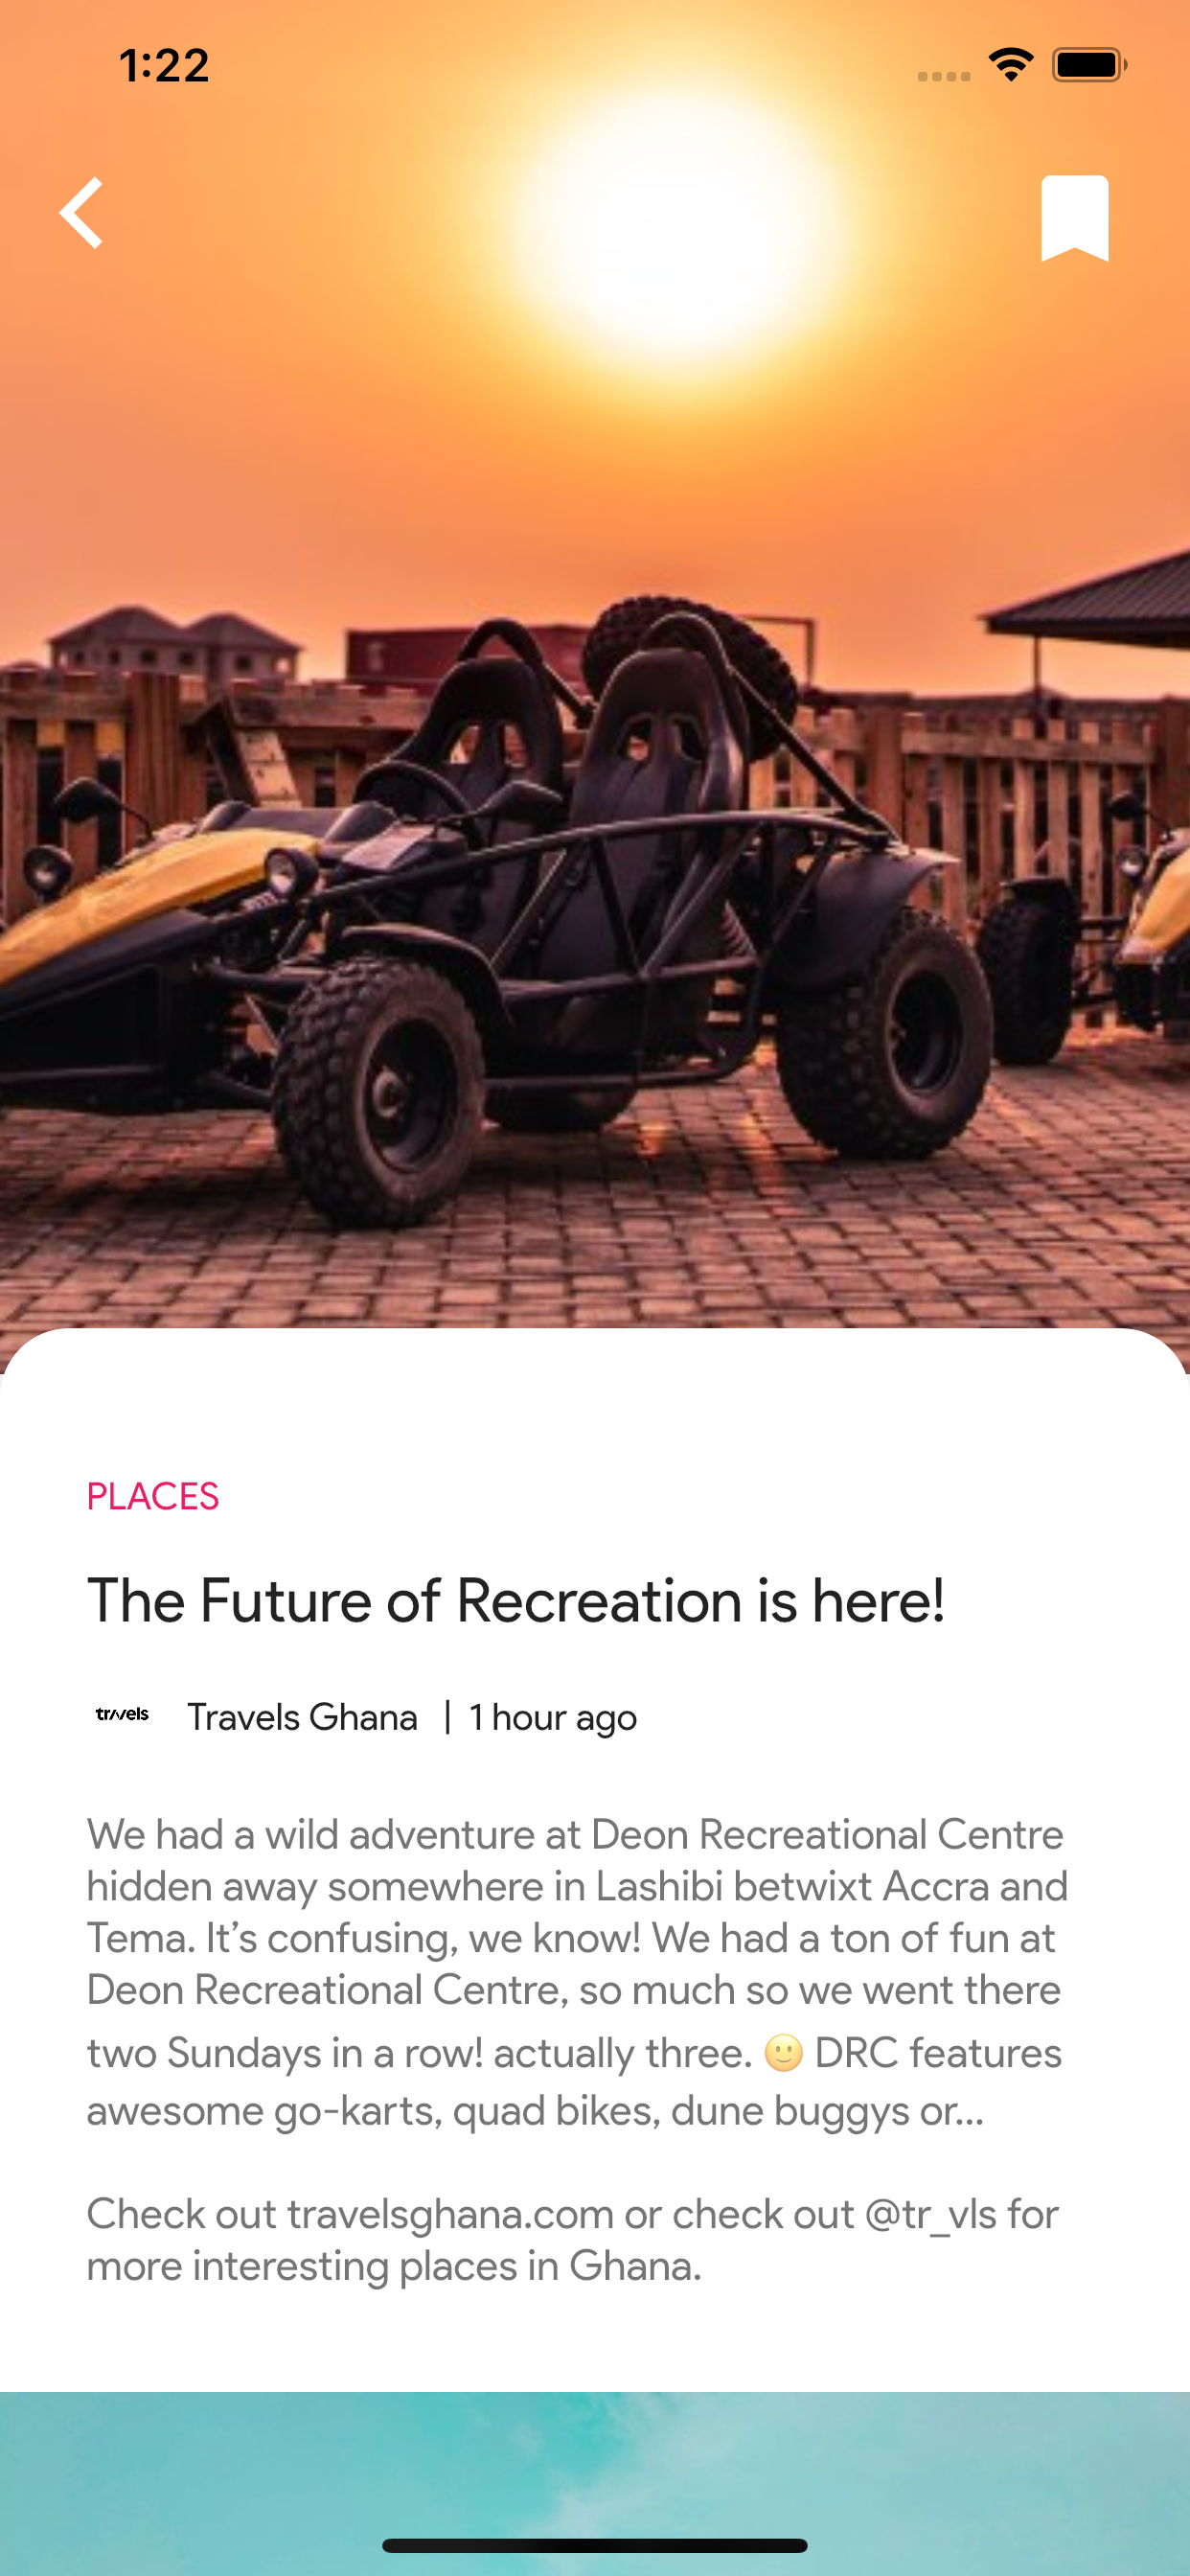 1:22
PLACES
The Future of Recreation is here!
tr/\/els Travels Ghana | 1 hour ago
We had a wild adventure at Deon Recreational Centre
hidden away somewhere in Lashibi betwixt Accra and
Tema. It’s confusing, we know! We had a ton of fun at
Deon Recreational Centre, so much so we went there
two Sundays in a row! actually three. 🙂 DRC features
awesome go-karts, quad bikes, dune buggys or...
Check out travelsghana.com or check out @tr_vls for
more interesting places in Ghana.